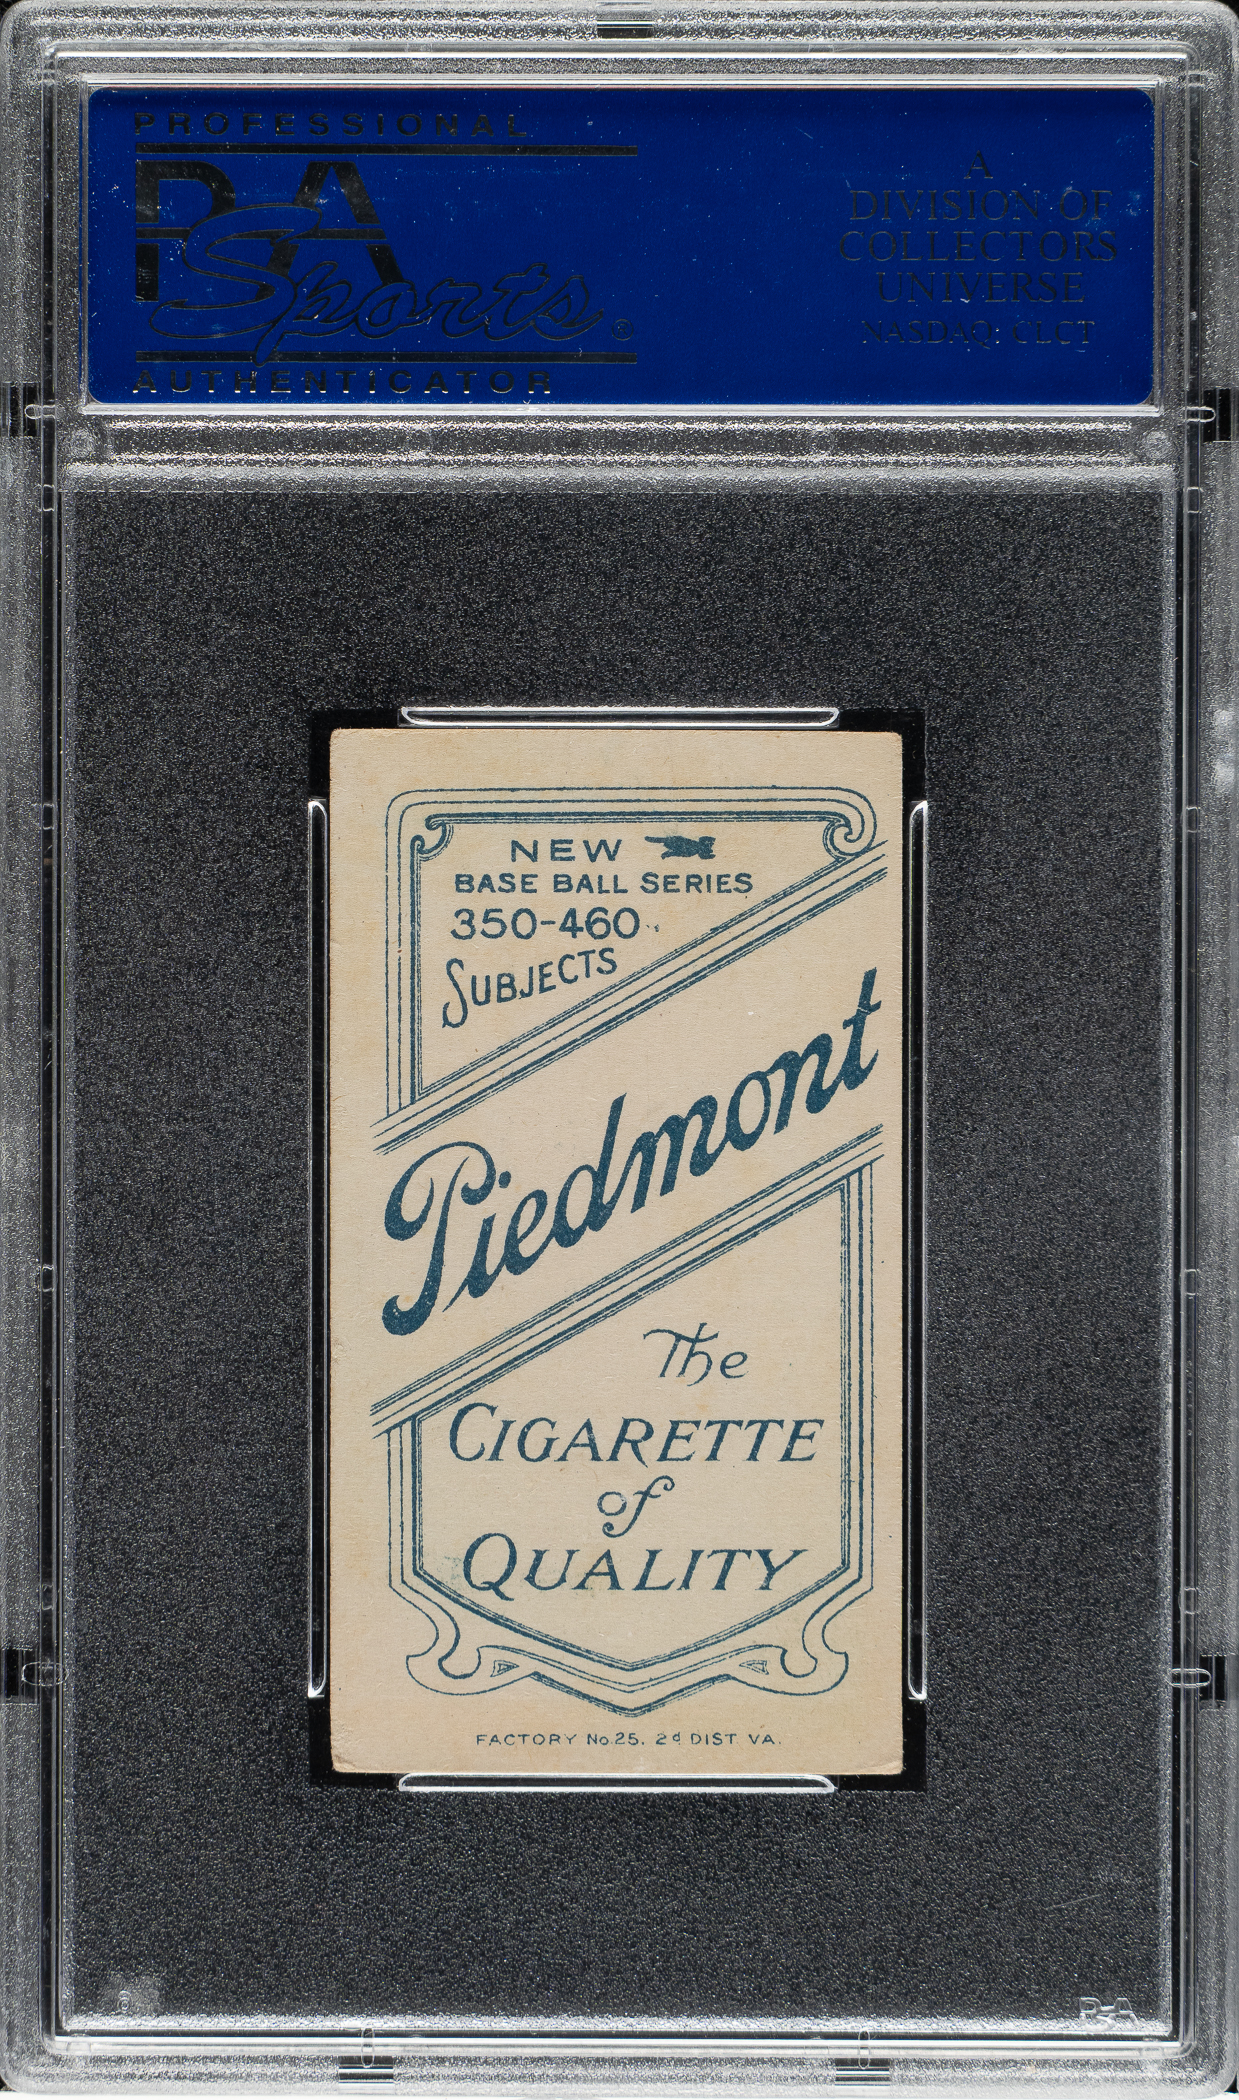 PROFESSIONAL
PSA
Sports®
AUTHENTICATOR
A
DIVISION OF
COLLECTORS
UNIVERSE
NASDAQ: CLCT
NEW
BASE BALL SERIES
350-460
SUBJECTS
Piedmont
The
CIGARETTE
of
QUALITY
FACTORY No. 25. 2d DIST. VA.
PSA